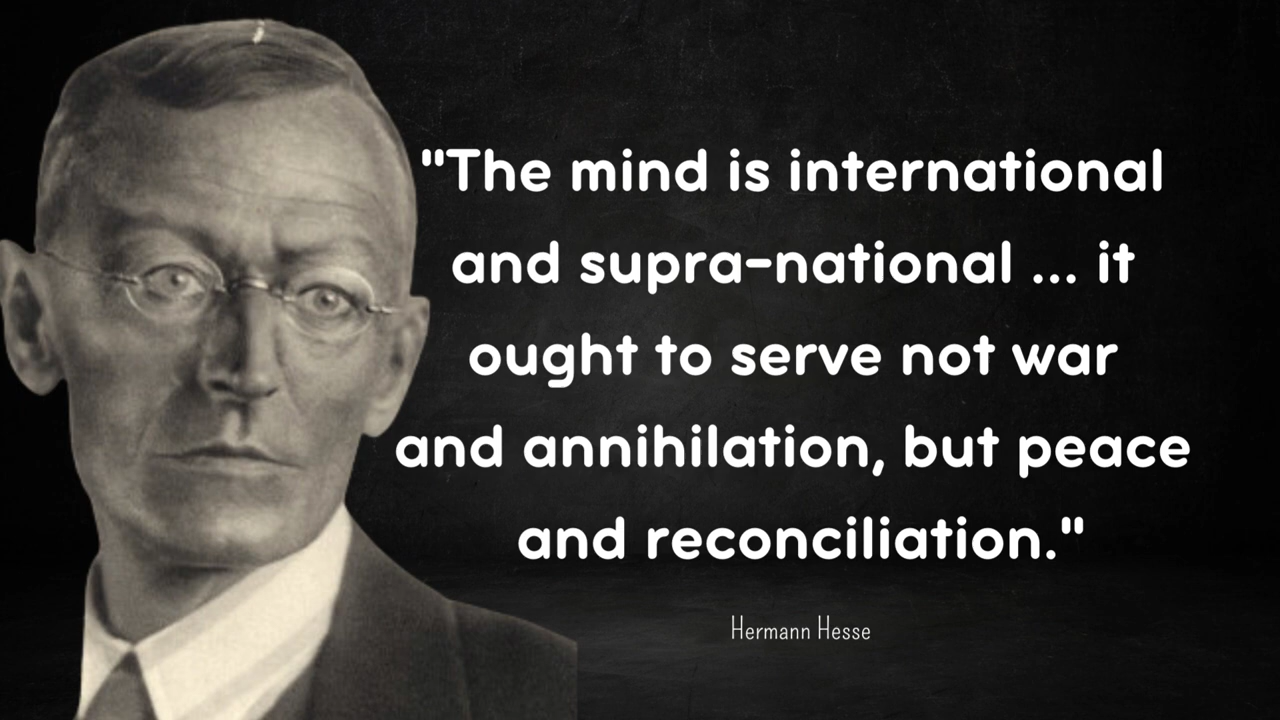 "The mind is international
and supra-national ... it
ought to serve not war
and annihilation, but peace
and reconciliation."
Hermann Hesse